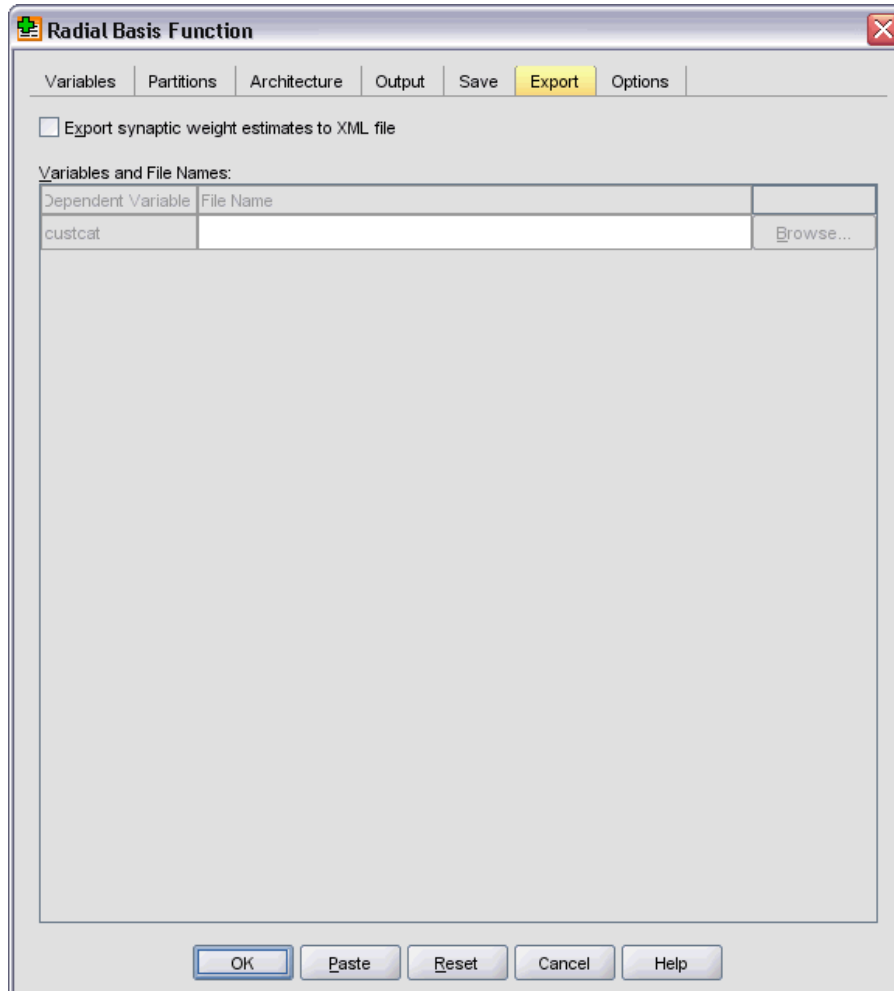 Radial Basis Function
Variables Partitions Architecture Output Save Export Options
Export synaptic weight estimates to XML file
Variables and File Names:
Dependent Variable File Name
custcat Browse...
OK Paste Reset Cancel Help